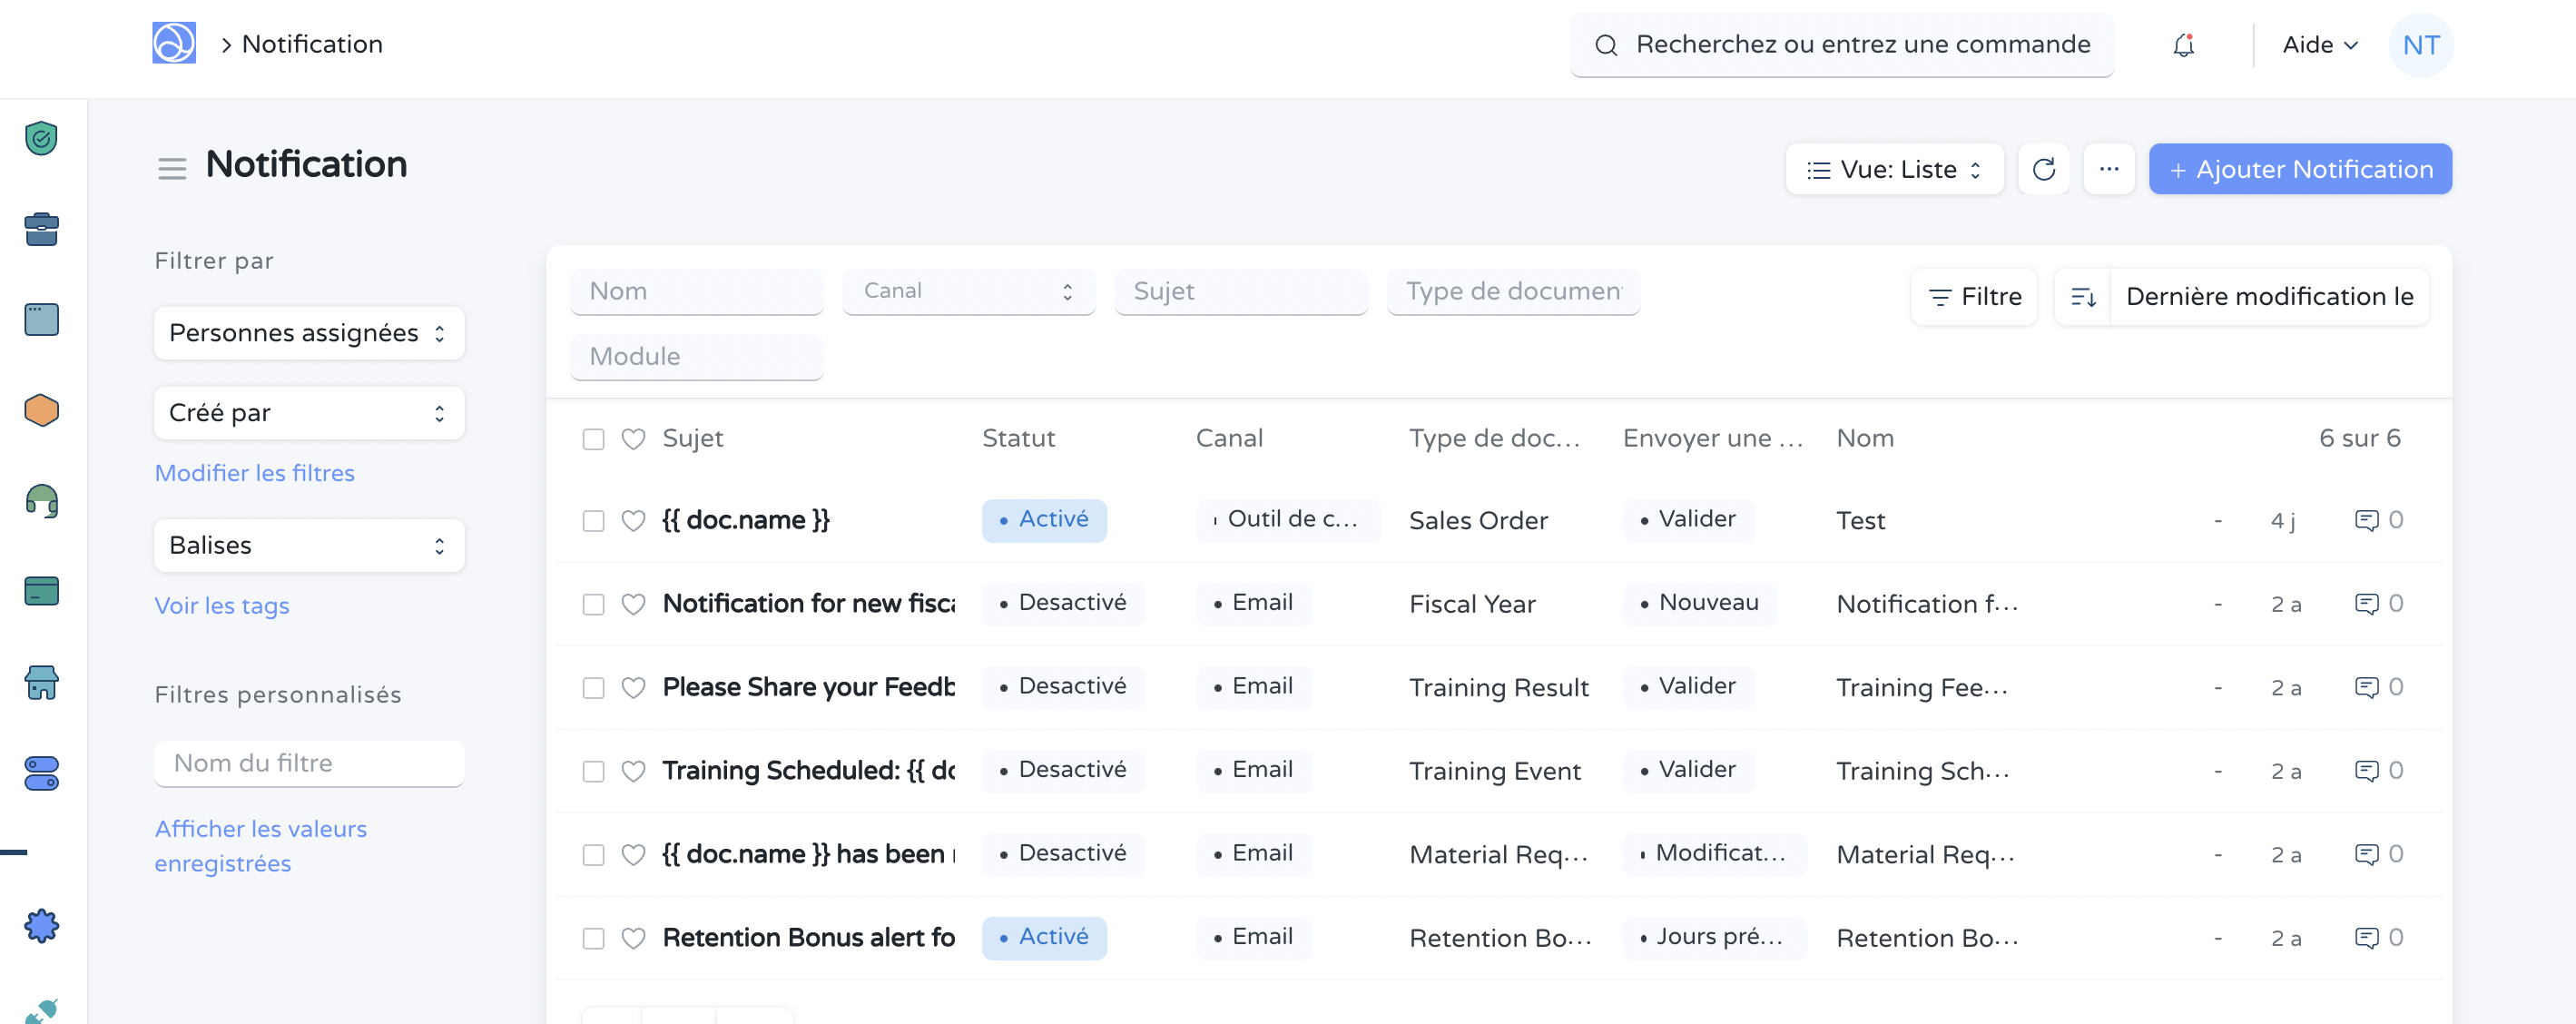 Notification
Recherchez ou entrez une commande
Aide
NT
Notification
Vue: Liste
+ Ajouter Notification
Filtrer par
Personnes assignées
Créé par
Modifier les filtres
Balises
Voir les tags
Filtres personnalisés
Nom du filtre
Afficher les valeurs
enregistrées
Nom
Canal
Sujet
Type de documen
Filtre
Dernière modification le
Module
Sujet Statut Canal Type de doc... Envoyer une ... Nom 6 sur 6
{{ doc.name }} Activé Outil de c... Sales Order Valider Test - 4 j 0
Notification for new fisca Desactivé Email Fiscal Year Nouveau Notification f... - 2 a 0
Please Share your Feedb Desactivé Email Training Result Valider Training Fee... - 2 a 0
Training Scheduled: {{ do Desactivé Email Training Event Valider Training Sch... - 2 a 0
{{ doc.name }} has been Desactivé Email Material Req... Modificat... Material Req... - 2 a 0
Retention Bonus alert fo Activé Email Retention Bo... Jours pré... Retention Bo... - 2 a 0